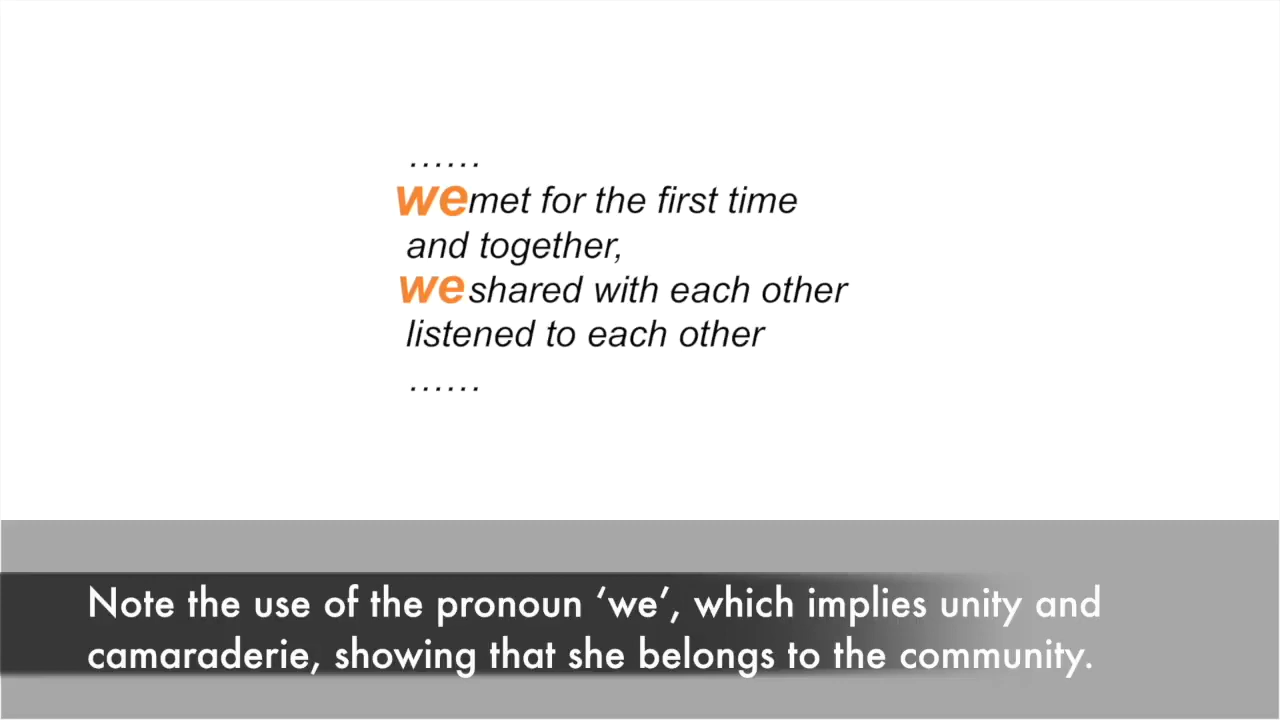 ......
we met for the first time
and together,
we shared with each other
listened to each other
......
Note the use of the pronoun ‘we’, which implies unity and
camaraderie, showing that she belongs to the community.